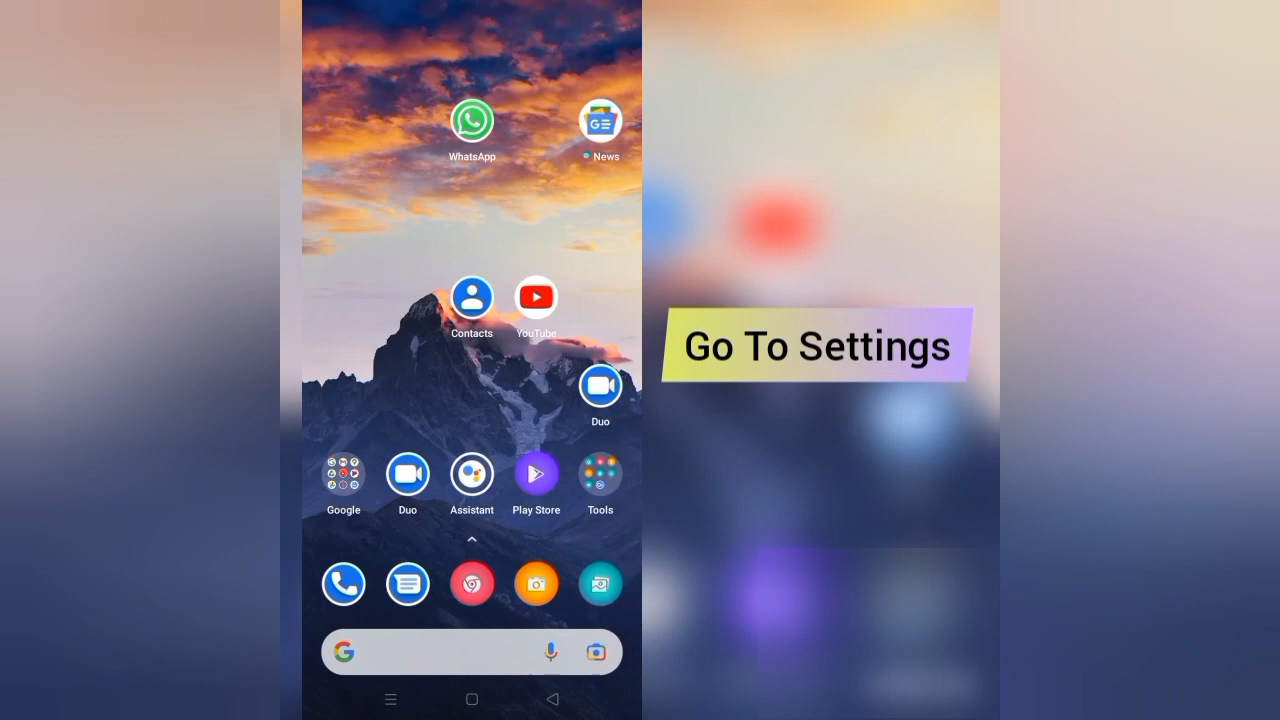 WhatsApp
News
Contacts
YouTube
Duo
Google
Duo
Assistant
Play Store
Tools
Go To Settings